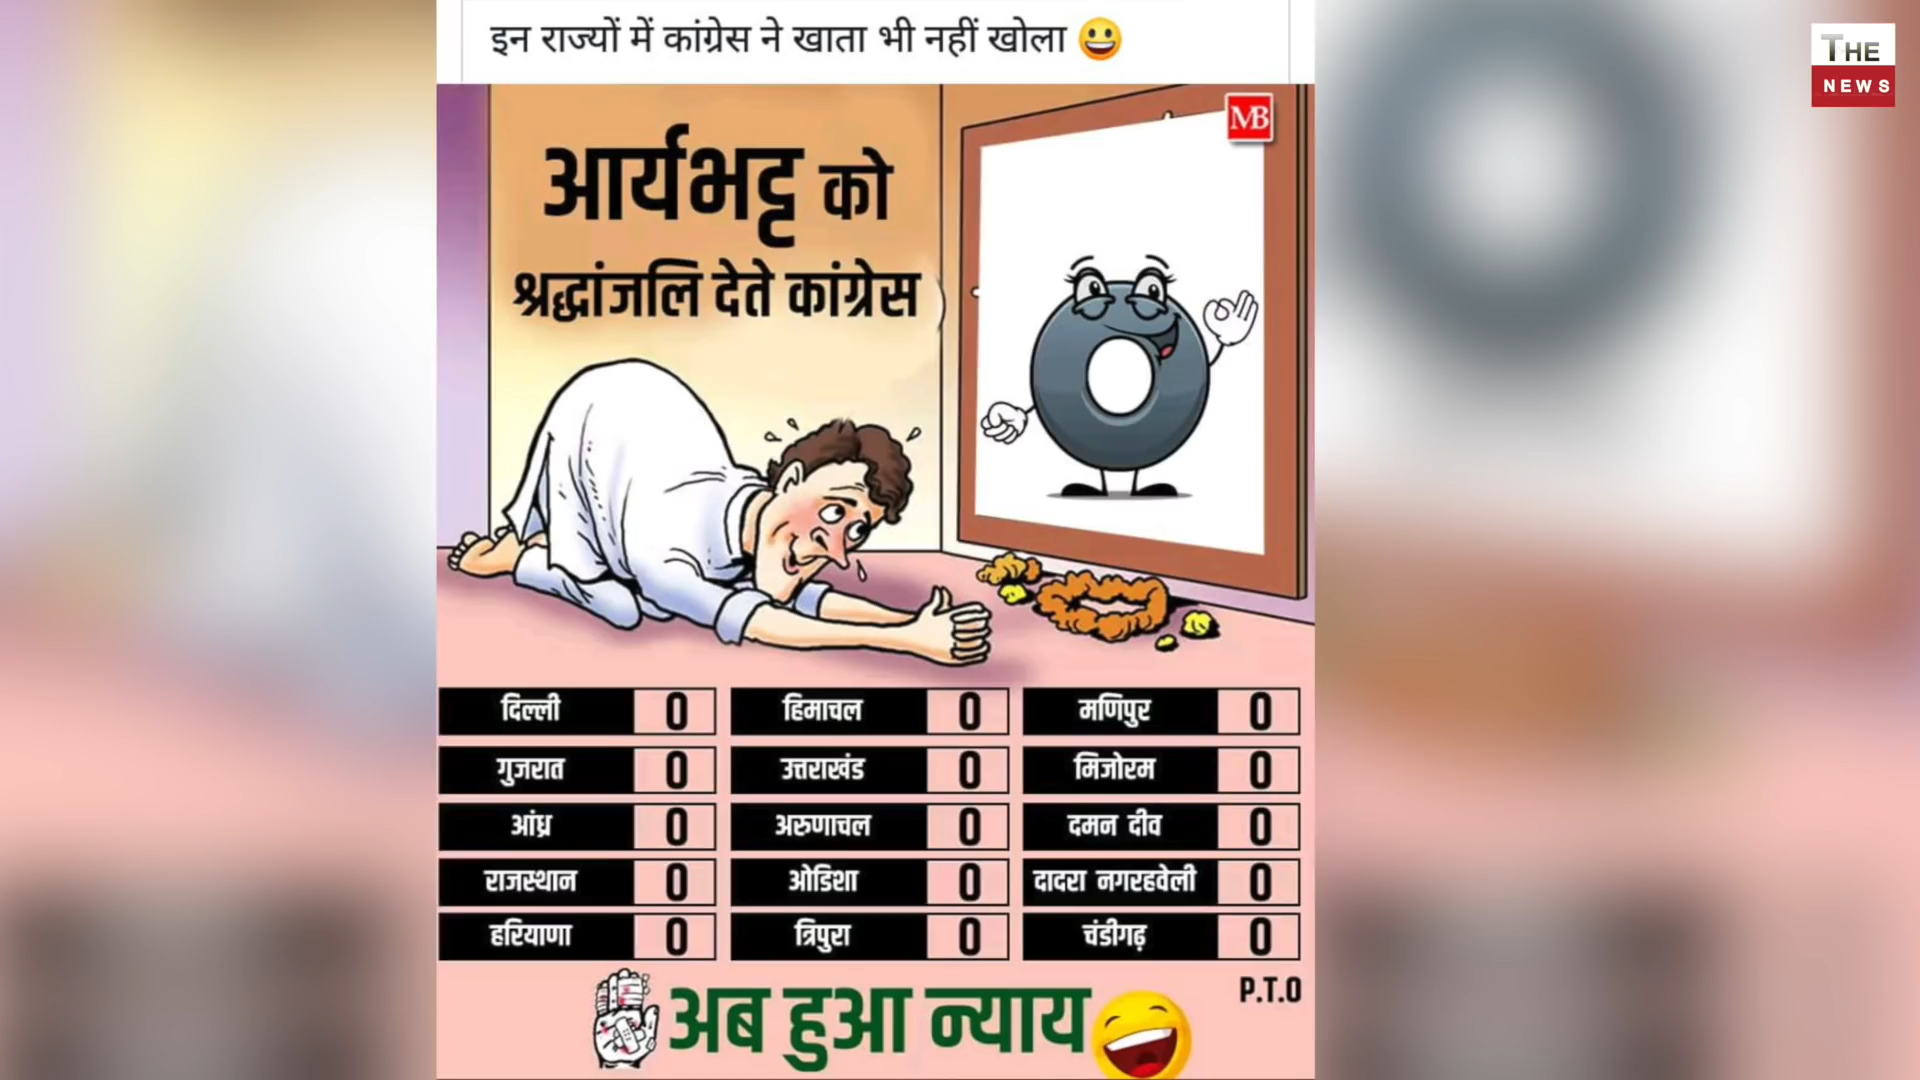 इन राज्यों में कांग्रेस ने खाता भी नहीं खोला 😀
THE
NEWS
MB
आर्यभट्ट को
श्रद्धांजलि देते कांग्रेस
दिल्ली 0 हिमाचल 0 मणिपुर 0
गुजरात 0 उत्तराखंड 0 मिजोरम 0
आंध्र 0 अरुणाचल 0 दमन दीव 0
राजस्थान 0 ओडिशा 0 दादरा नगरहवेली 0
हरियाणा 0 त्रिपुरा 0 चंडीगढ़ 0
P.T.O
अब हुआ न्याय